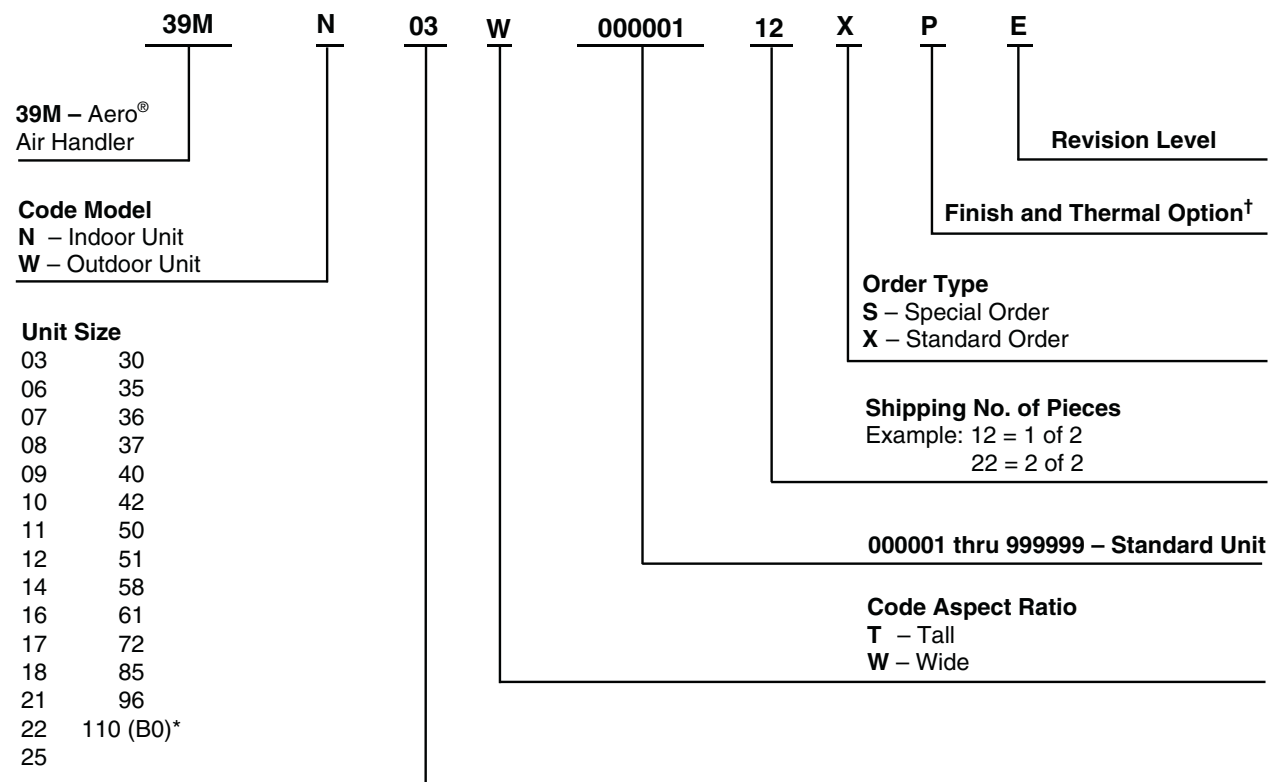 39M N 03 W 000001 12 X P E
39M – Aero®
Air Handler
Revision Level
Code Model
N – Indoor Unit
W – Outdoor Unit
Finish and Thermal Option†
Order Type
S – Special Order
X – Standard Order
Unit Size
03 30
06 35
07 36
08 37
09 40
10 42
11 50
12 51
14 58
16 61
17 72
18 85
21 96
22 110 (B0)*
25
Shipping No. of Pieces
Example: 12 = 1 of 2
22 = 2 of 2
000001 thru 999999 – Standard Unit
Code Aspect Ratio
T – Tall
W – Wide